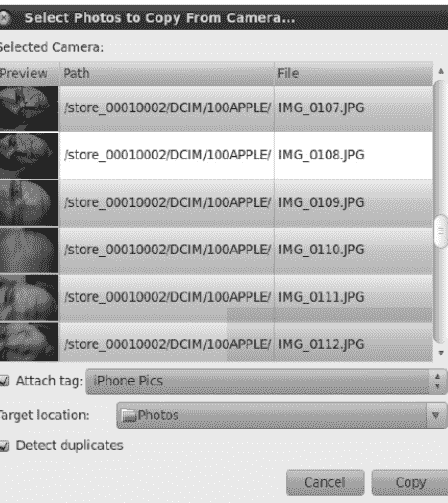 Select Photos to Copy From Camera...
Selected Camera:
Preview Path File
/store_00010002/DCIM/100APPLE/ IMG_0107.JPG
/store_00010002/DCIM/100APPLE/ IMG_0108.JPG
/store_00010002/DCIM/100APPLE/ IMG_0109.JPG
/store_00010002/DCIM/100APPLE/ IMG_0110.JPG
/store_00010002/DCIM/100APPLE/ IMG_0111.JPG
/store_00010002/DCIM/100APPLE/ IMG_0112.JPG
Attach tag: iPhone Pics
Target location: Photos
Detect duplicates
Cancel Copy